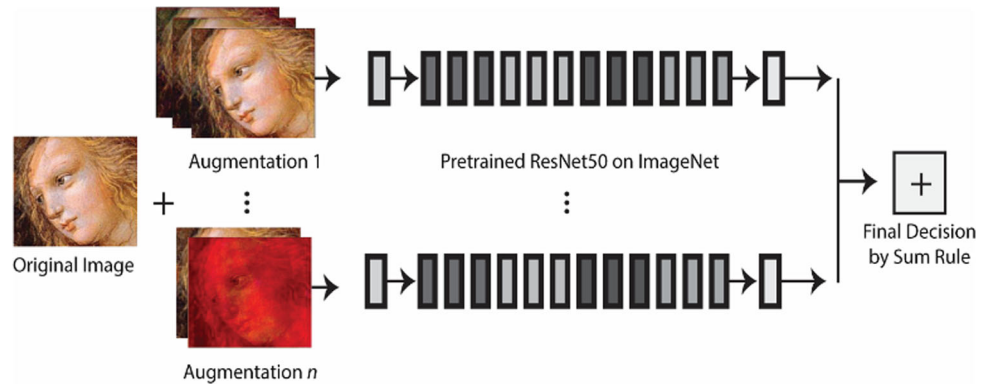 Augmentation 1
Pretrained ResNet50 on ImageNet
+
Original Image
⋮
⋮
+
Final Decision
by Sum Rule
Augmentation n